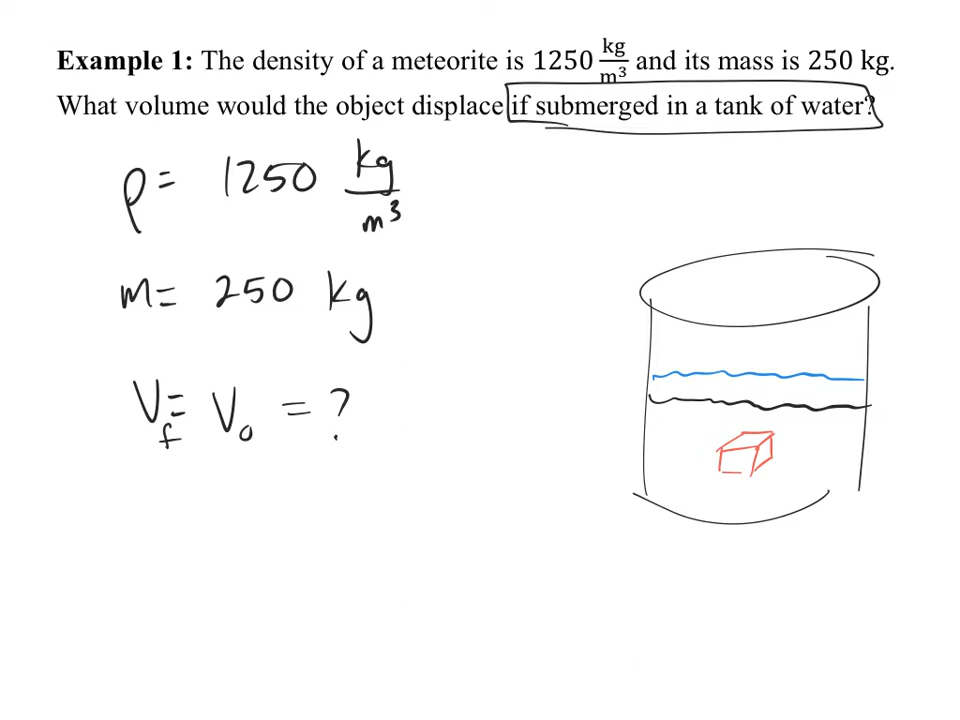 Example 1: The density of a meteorite is 1250 kg/m³ and its mass is 250 kg.
What volume would the object displace if submerged in a tank of water?
ρ = 1250 kg/m³
m = 250 kg
V_f = V_o = ?